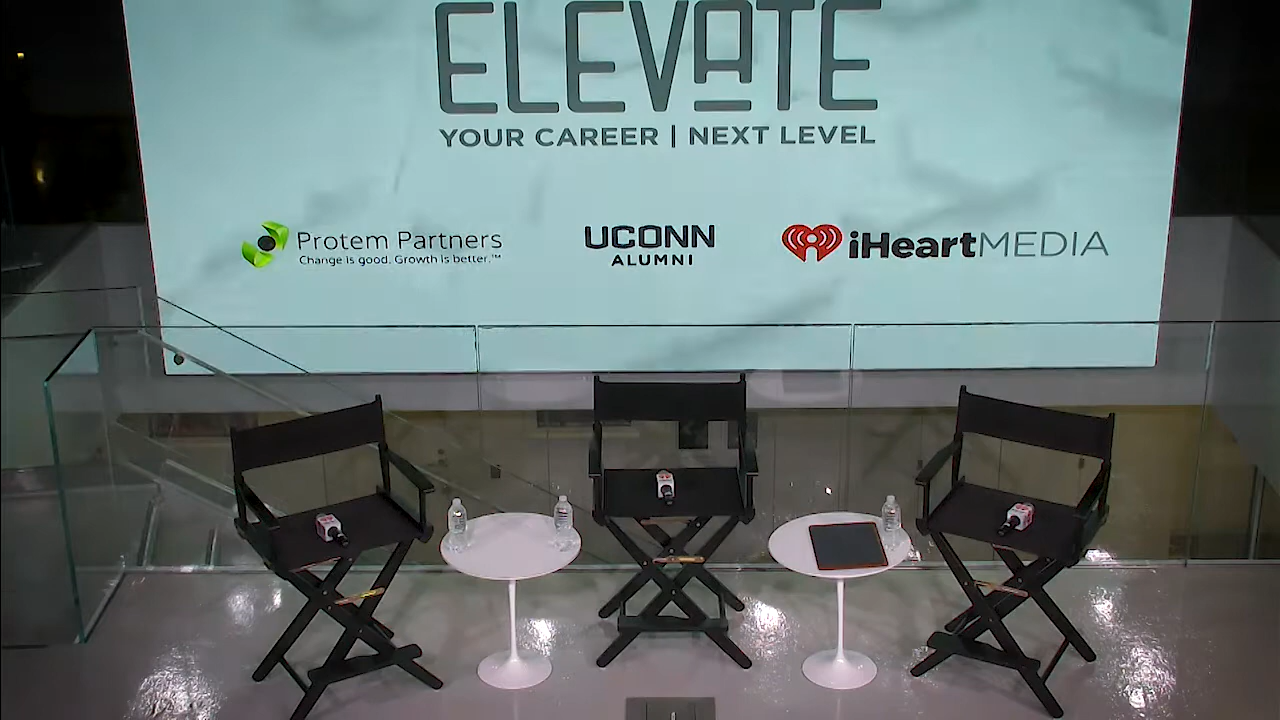 ELEVATE
YOUR CAREER | NEXT LEVEL
Protem Partners
Change is good. Growth is better.™
UCONN
ALUMNI
iHeartMEDIA